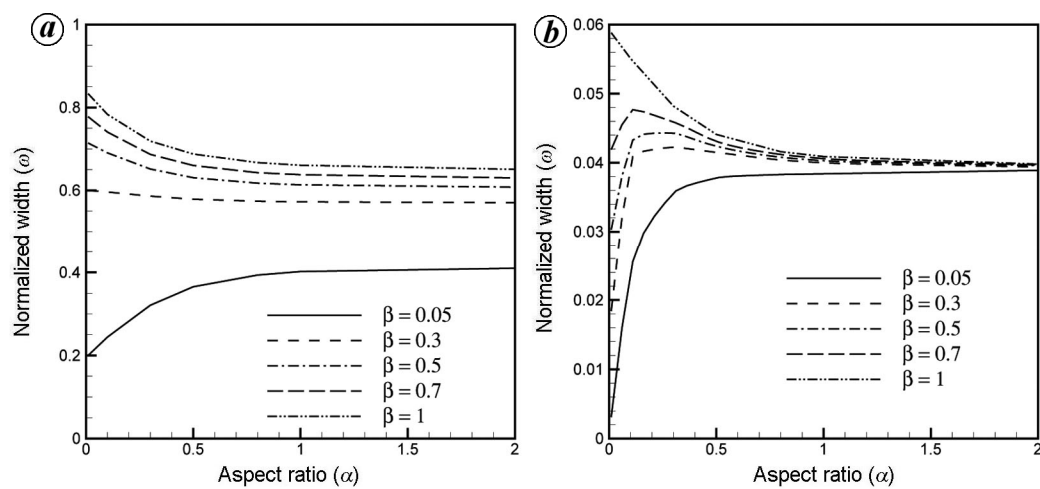 a
1
0.8
0.6
0.4
0.2
0
Normalized width (ω)
β = 0.05
β = 0.3
β = 0.5
β = 0.7
β = 1
0
0.5
1
1.5
2
Aspect ratio (α)
b
0.06
0.05
0.04
0.03
0.02
0.01
0.00
Normalized width (ω)
β = 0.05
β = 0.3
β = 0.5
β = 0.7
β = 1
0
0.5
1
1.5
2
Aspect ratio (α)